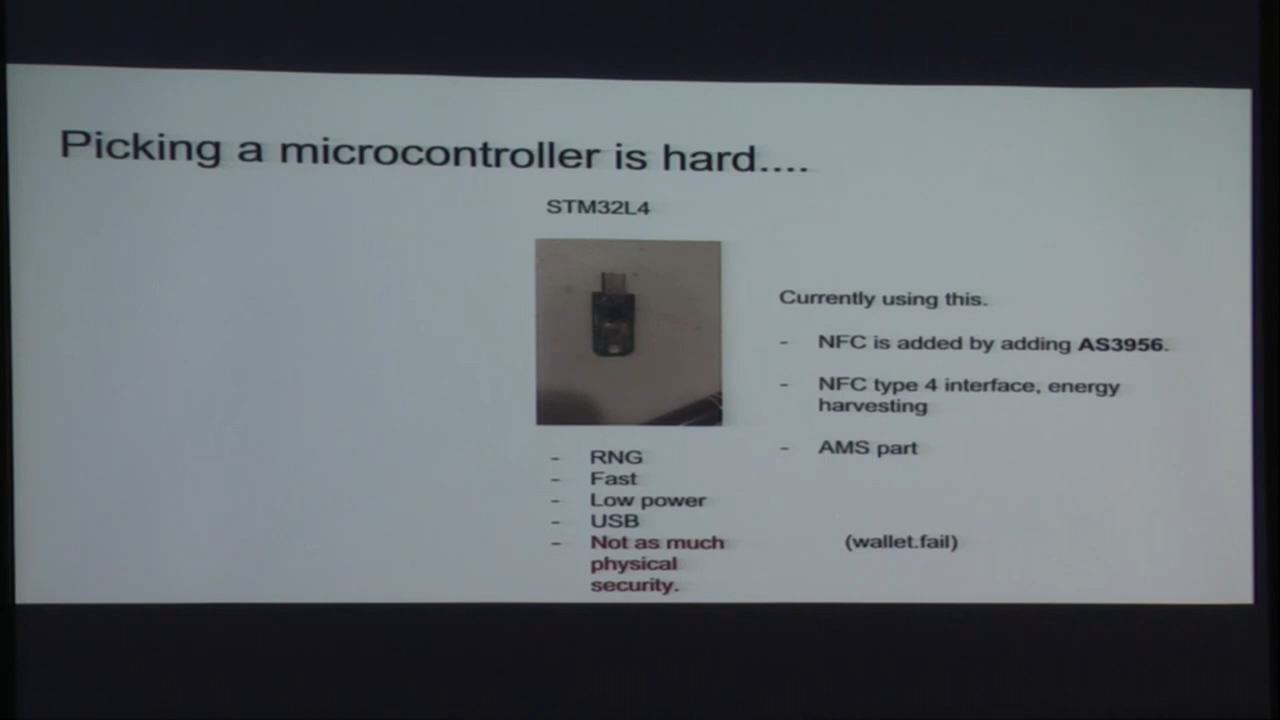 Picking a microcontroller is hard....
STM32L4
- RNG
- Fast
- Low power
- USB
- Not as much
physical
security.
Currently using this.
- NFC is added by adding AS3956.
- NFC type 4 interface, energy
harvesting
- AMS part
(wallet.fail)